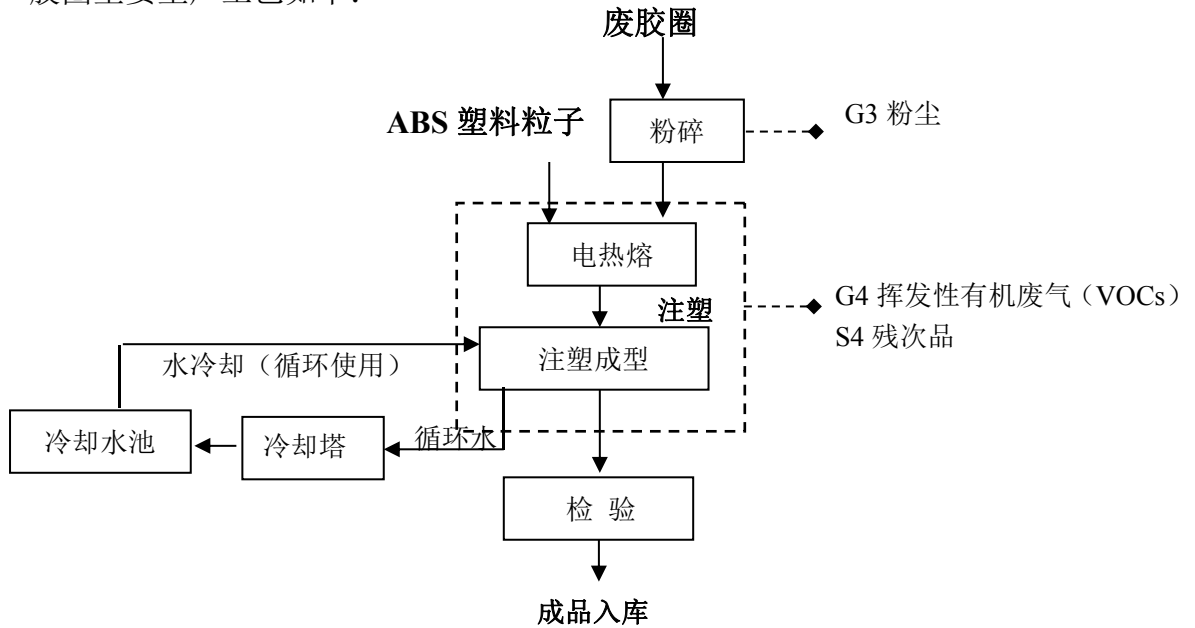 废胶圈
ABS 塑料粒子
粉碎
G3 粉尘
电热熔
注塑
G4 挥发性有机废气（VOCs）
S4 残次品
注塑成型
水冷却（循环使用）
冷却水池
冷却塔
循环水
检 验
成品入库